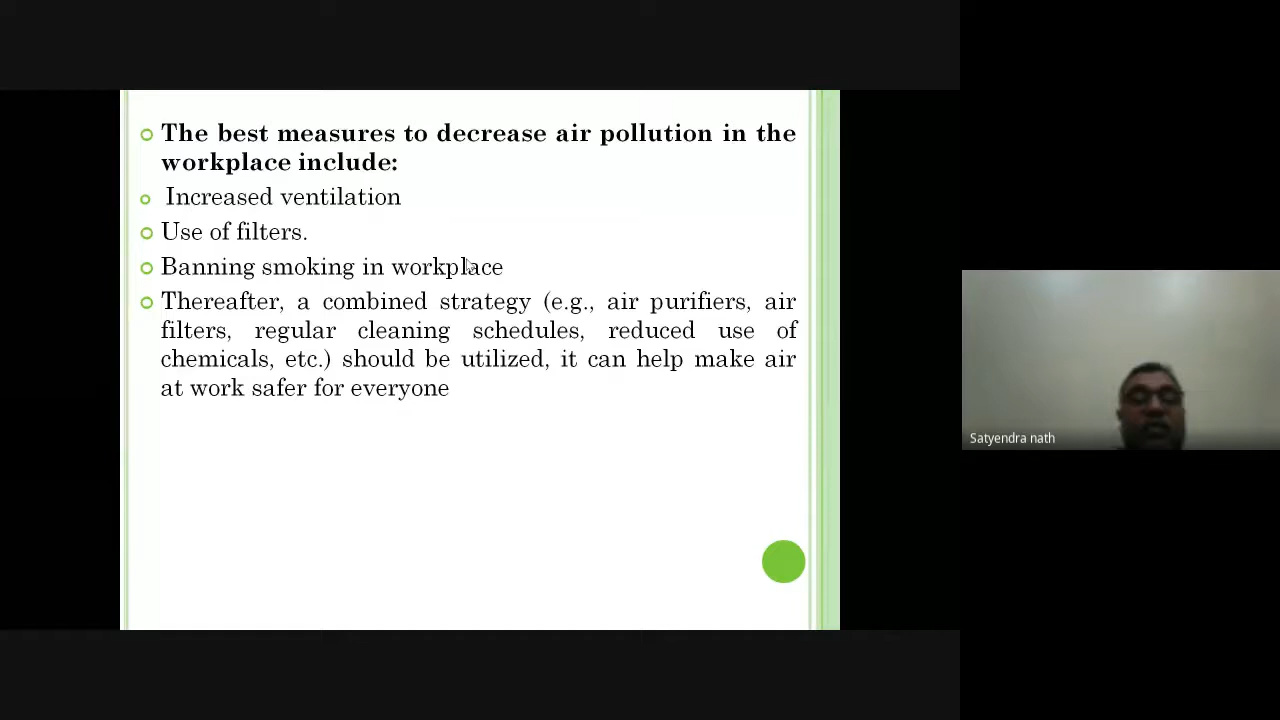 The best measures to decrease air pollution in the
workplace include:
Increased ventilation
Use of filters.
Banning smoking in workplace
Thereafter, a combined strategy (e.g., air purifiers, air
filters, regular cleaning schedules, reduced use of
chemicals, etc.) should be utilized, it can help make air
at work safer for everyone
Satyendra nath